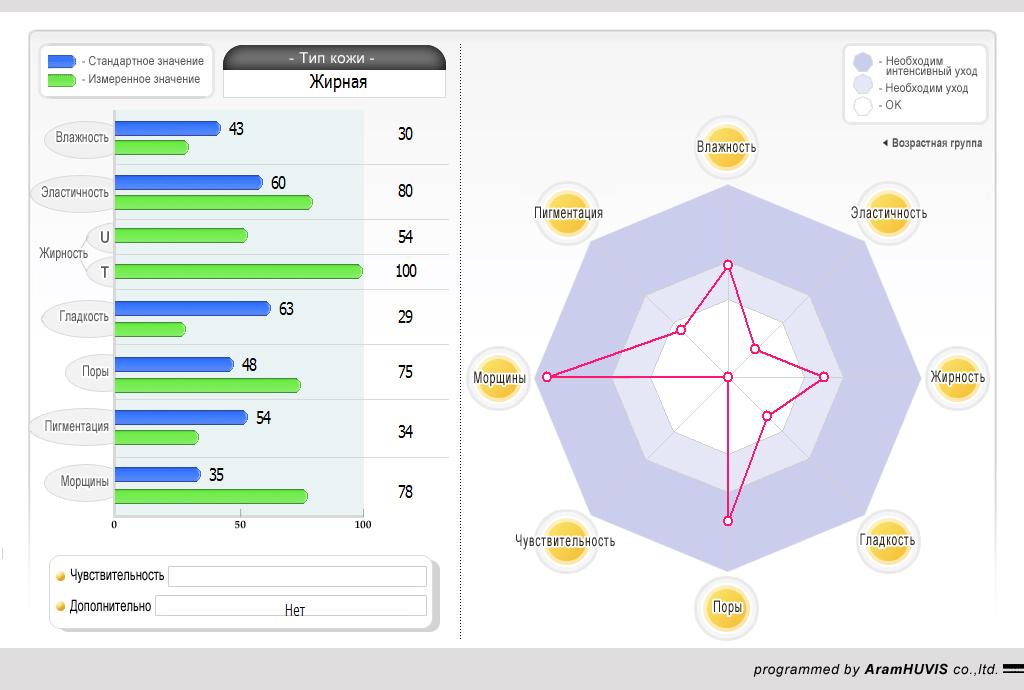 - Стандартное значение
- Измеренное значение
- Тип кожи -
Жирная
Влажность
43
30
Эластичность
60
80
Жирность
U
54
T
100
Гладкость
63
29
Поры
48
75
Пигментация
54
34
Морщины
35
78
0
50
100
Чувствительность
Дополнительно
Нет
- Необходим
интенсивный уход
- Необходим уход
- OK
Возрастная группа
Влажность
Пигментация
Эластичность
Морщины
Жирность
Чувствительность
Гладкость
Поры
programmed by AramHUVIS co.,ltd.